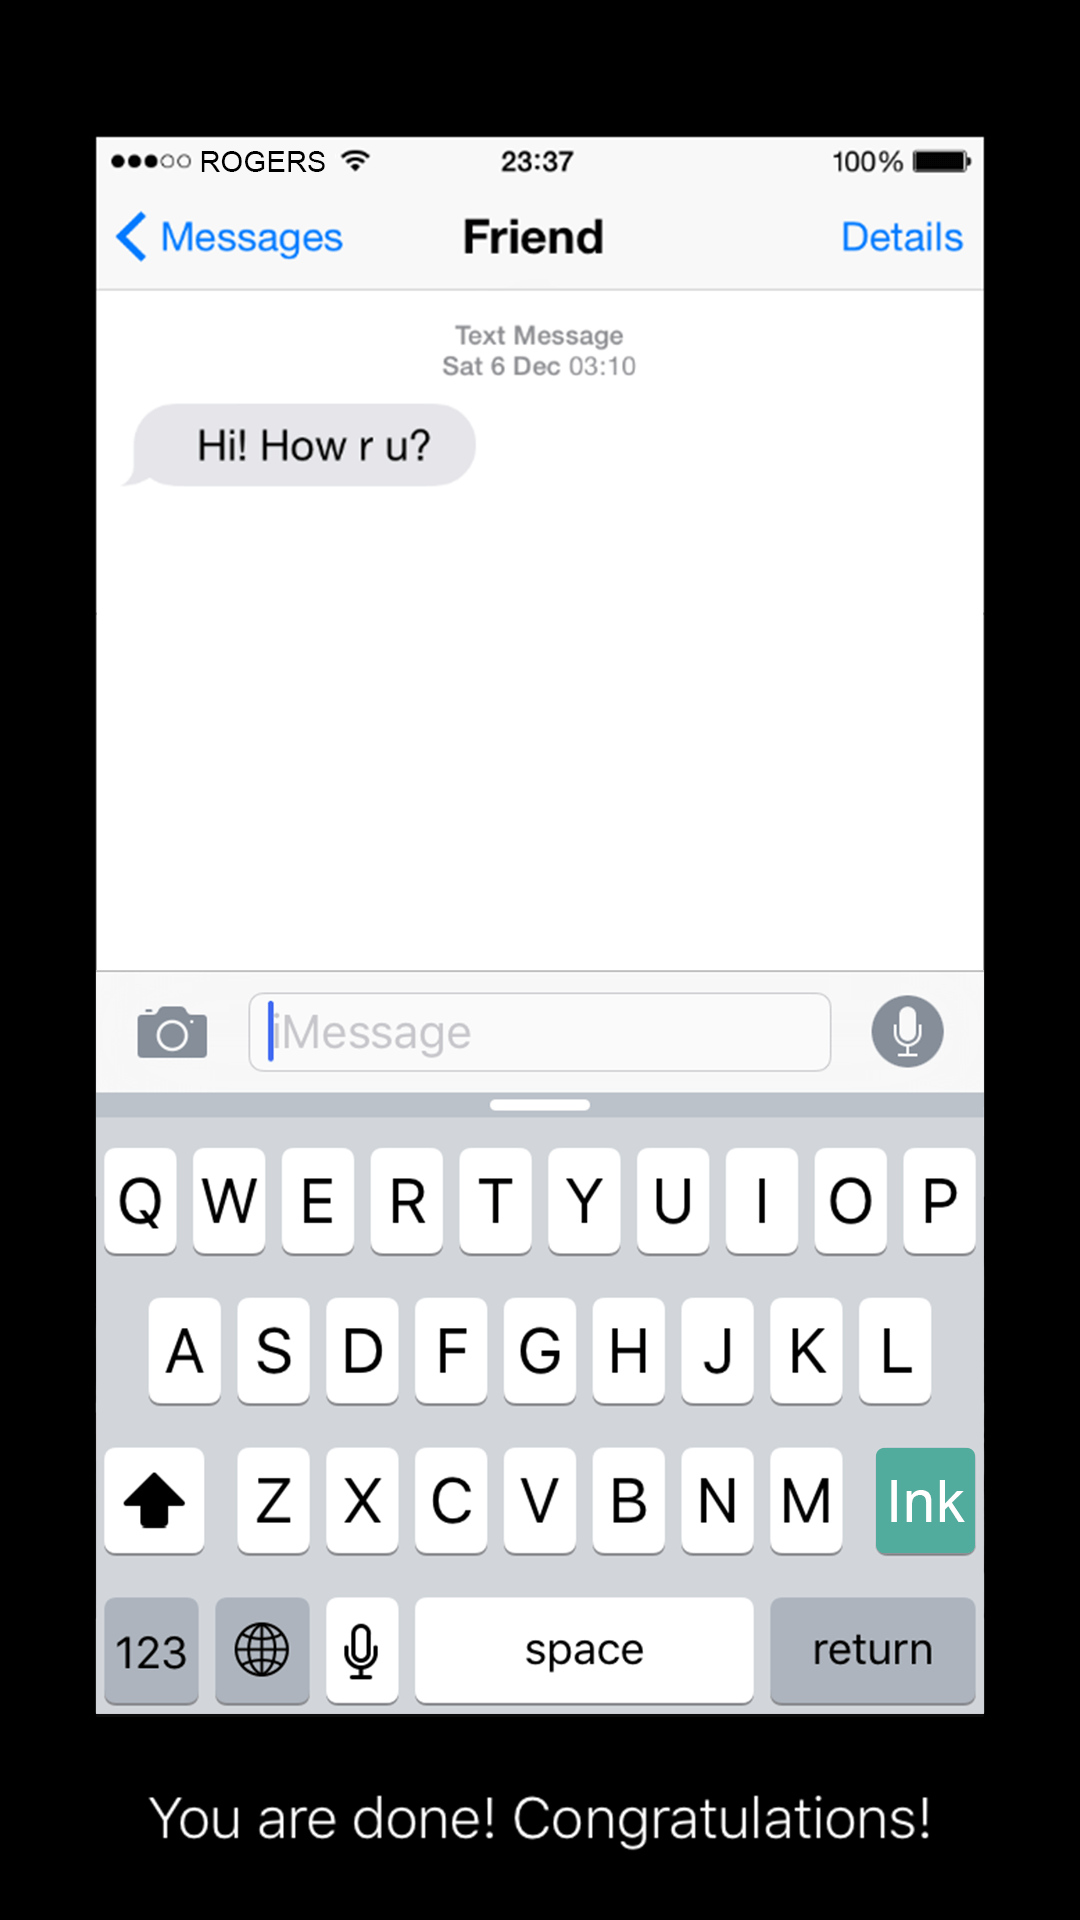 ROGERS 23:37 100%
Messages Friend Details
Text Message
Sat 6 Dec 03:10
Hi! How r u?
iMessage
Q W E R T Y U I O P
A S D F G H J K L
Z X C V B N M Ink
123 space return
You are done! Congratulations!